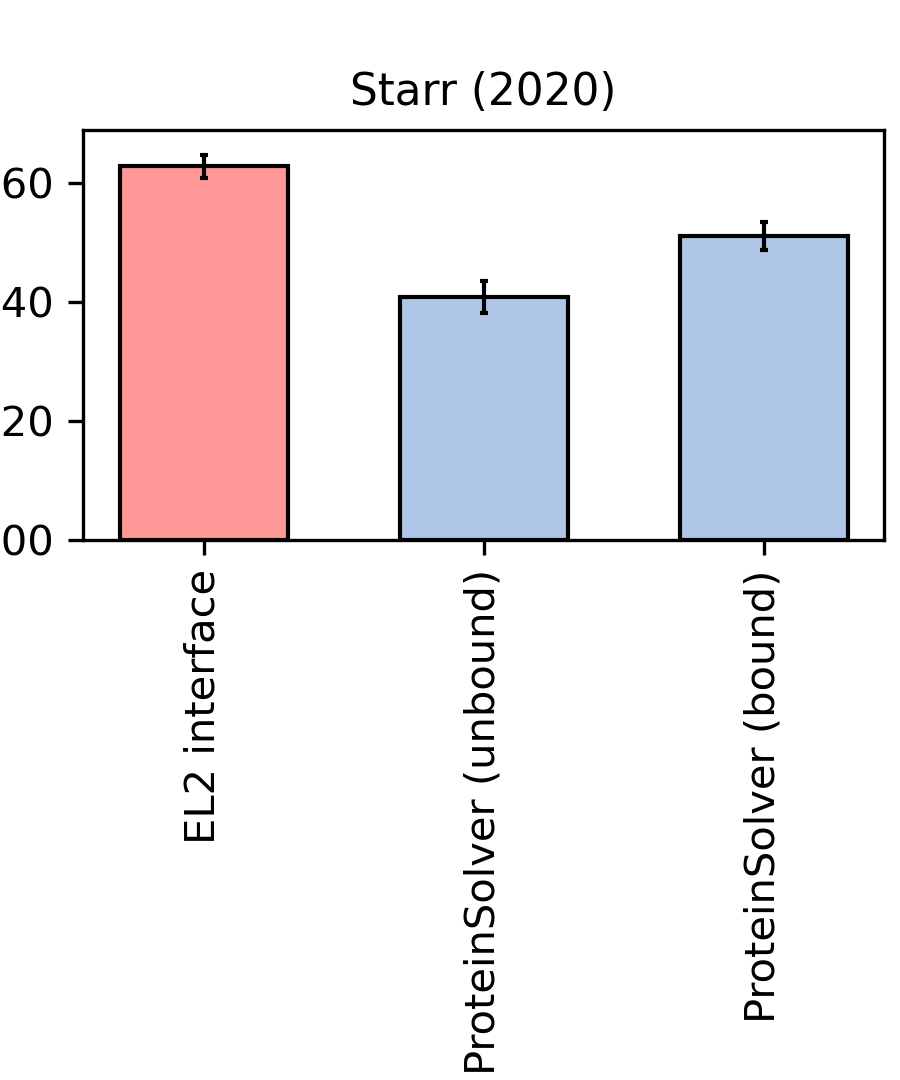 Starr (2020)
60
40
20
00
EL2 interface
ProteinSolver (unbound)
ProteinSolver (bound)